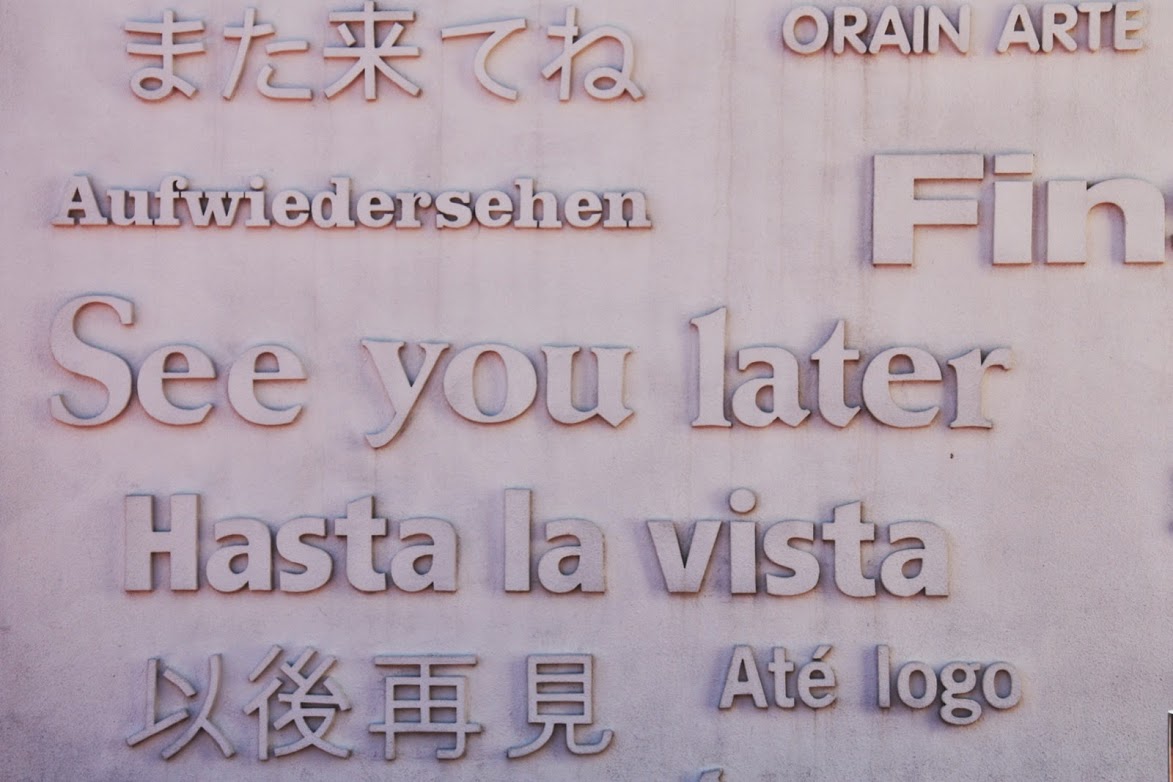 また来てね
ORAIN ARTE
Aufwiedersehen
Fin
See you later
Hasta la vista
以後再見
Até logo